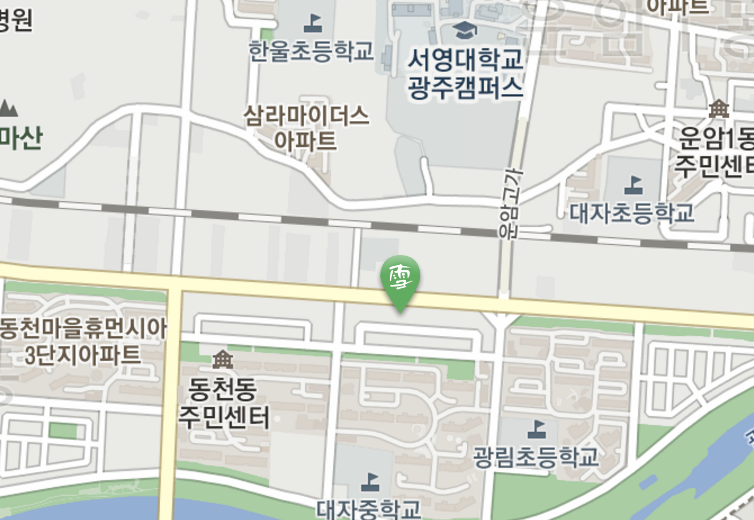 아파트
병원
한울초등학교
서영대학교
광주캠퍼스
삼라마이더스
아파트
마산
운암1동
주민센터
대자초등학교
운암고가
雪
동천마을휴먼시아
3단지아파트
동천동
주민센터
광림초등학교
대자중학교